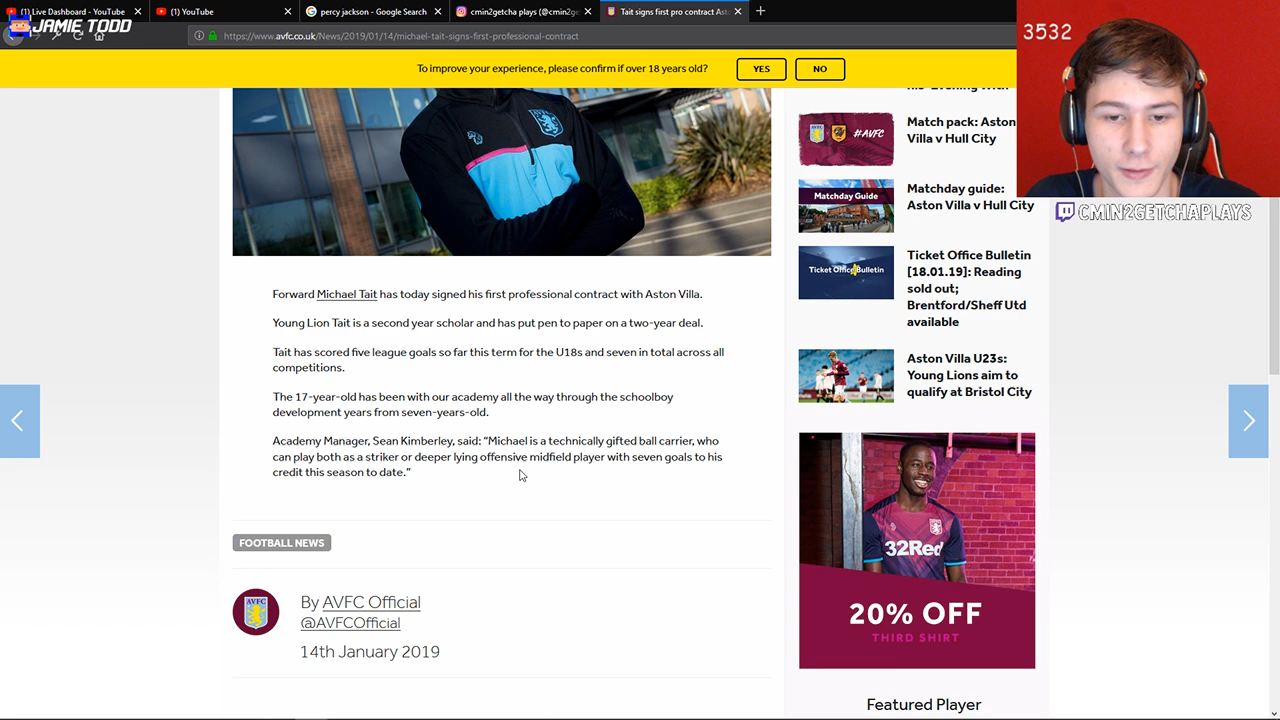 (1) Live Dashboard - YouTube
(1) YouTube
percy jackson - Google Search
cmin2getcha plays (@cmin2ge
Tait signs first pro contract Ast
JAMIE TODD
https://www.avfc.co.uk/News/2019/01/14/michael-tait-signs-first-professional-contract
3532
To improve your experience, please confirm if over 18 years old?
YES
NO
CMIN2GETCHAPLAYS
Forward Michael Tait has today signed his first professional contract with Aston Villa.
Young Lion Tait is a second year scholar and has put pen to paper on a two-year deal.
Tait has scored five league goals so far this term for the U18s and seven in total across all
competitions.
The 17-year-old has been with our academy all the way through the schoolboy
development years from seven-years-old.
Academy Manager, Sean Kimberley, said: “Michael is a technically gifted ball carrier, who
can play both as a striker or deeper lying offensive midfield player with seven goals to his
credit this season to date.”
FOOTBALL NEWS
AVFC
By AVFC Official
@AVFCOfficial
14th January 2019
#AVFC
Match pack: Aston
Villa v Hull City
Matchday Guide
Matchday guide:
Aston Villa v Hull City
Ticket Office Bulletin
Ticket Office Bulletin
[18.01.19]: Reading
sold out;
Brentford/Sheff Utd
available
Aston Villa U23s:
Young Lions aim to
qualify at Bristol City
32Red
20% OFF
THIRD SHIRT
Featured Player